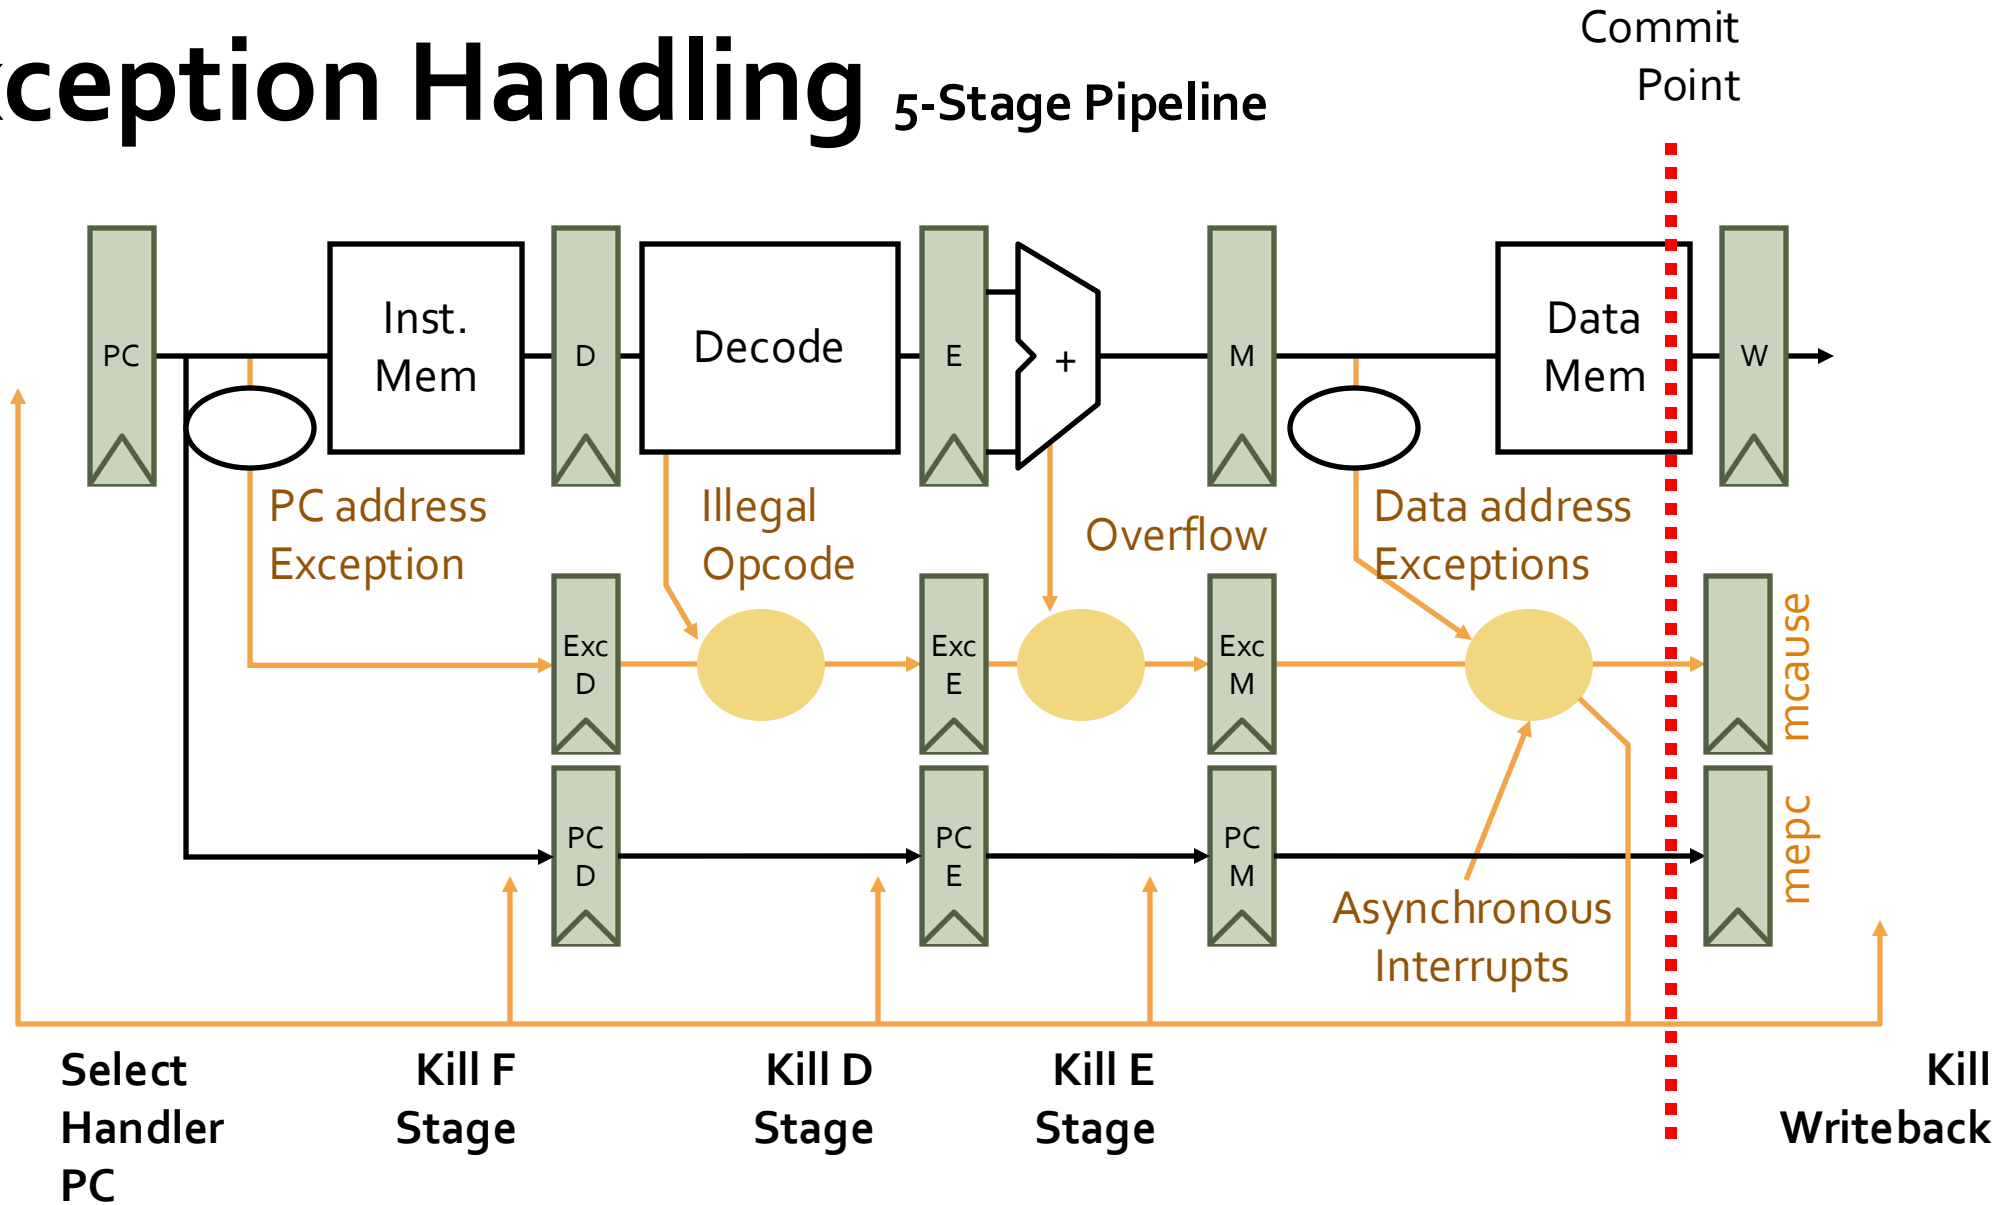 Commit
Point
xception Handling 5-Stage Pipeline
PC
Inst.
Mem
D
Decode
E
+
M
Data
Mem
W
PC address
Exception
Illegal
Opcode
Overflow
Data address
Exceptions
Exc
D
Exc
E
Exc
M
mcause
PC
D
PC
E
PC
M
mepc
Asynchronous
Interrupts
Select
Handler
PC
Kill F
Stage
Kill D
Stage
Kill E
Stage
Kill
Writeback